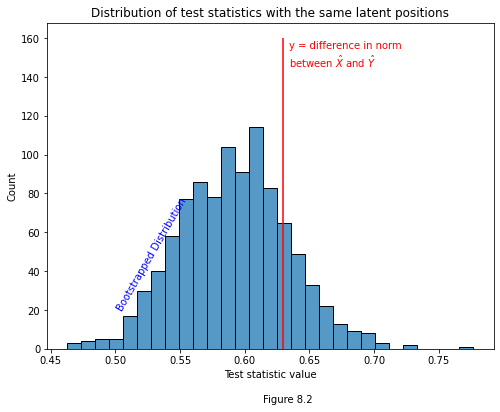 Distribution of test statistics with the same latent positions
Count
160
140
120
100
80
60
40
20
0
y = difference in norm
between X̂ and Ŷ
Bootstrapped Distribution
0.45 0.50 0.55 0.60 0.65 0.70 0.75
Test statistic value
Figure 8.2